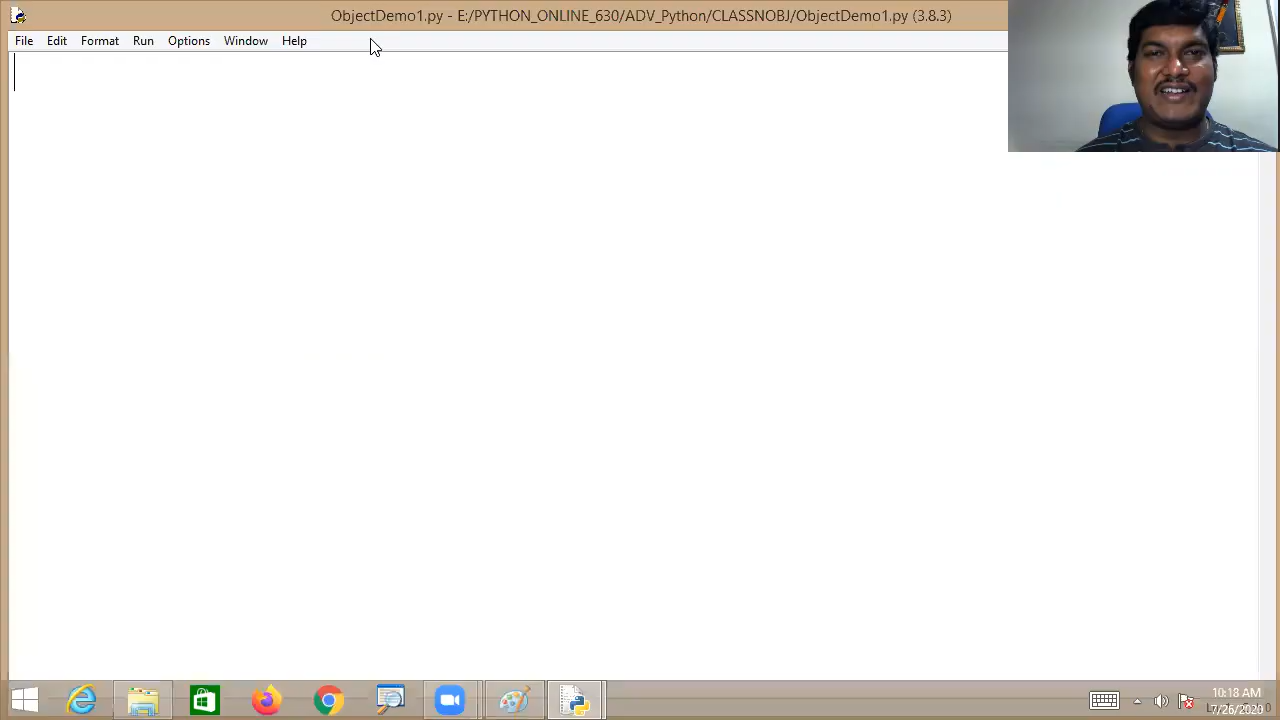 ObjectDemo1.py - E:/PYTHON_ONLINE_630/ADV_Python/CLASSNOBJ/ObjectDemo1.py (3.8.3)
File Edit Format Run Options Window Help
10:18 AM
7/26/2020